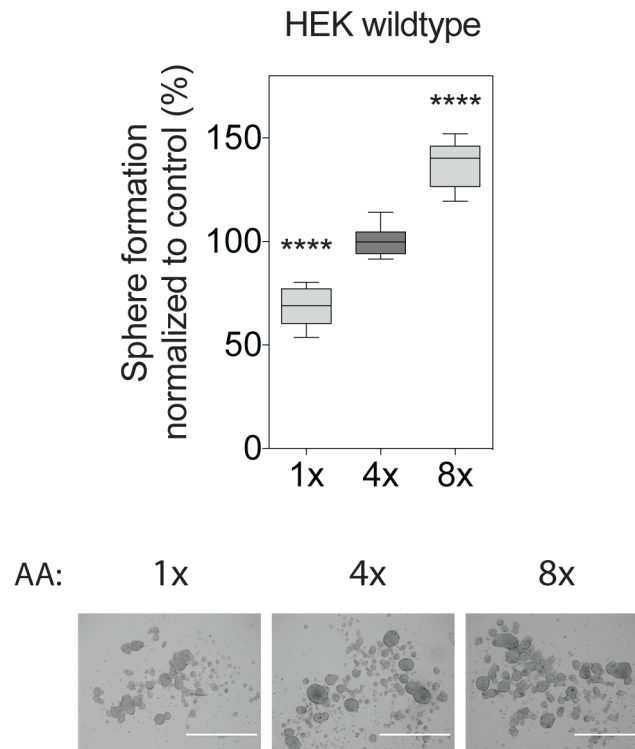 HEK wildtype
Sphere formation
normalized to control (%)
150
100
50
0
****
****
1x
4x
8x
AA:
1x
4x
8x